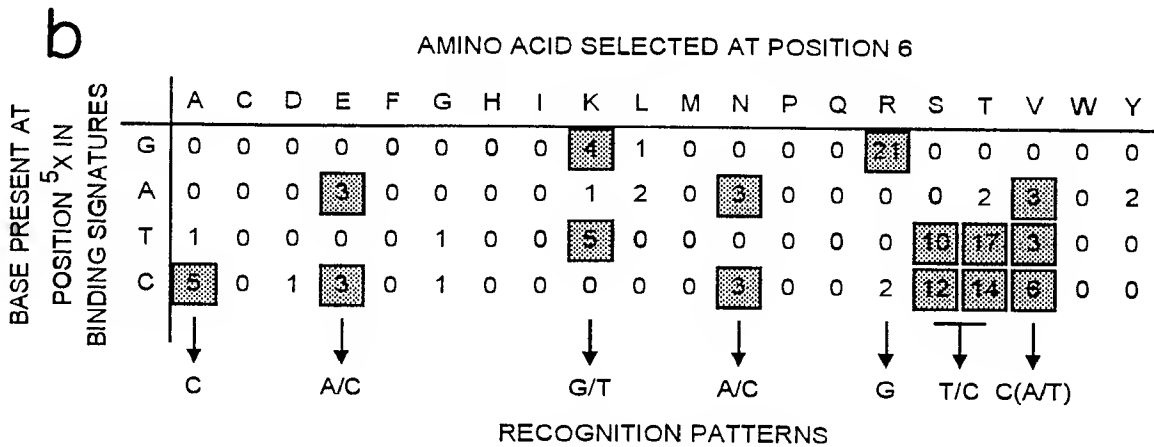 b
AMINO ACID SELECTED AT POSITION 6
BASE PRESENT AT
POSITION ⁵X IN
BINDING SIGNATURES
A C D E F G H I K L M N P Q R S T V W Y
G 0 0 0 0 0 0 0 0 4 1 0 0 0 0 21 0 0 0 0 0
A 0 0 0 3 0 0 0 0 1 2 0 3 0 0 0 0 2 3 0 2
T 1 0 0 0 0 1 0 0 5 0 0 0 0 0 0 10 17 3 0 0
C 5 0 1 3 0 1 0 0 0 0 0 3 0 0 2 12 14 6 0 0
C A/C G/T A/C G T/C C(A/T)
RECOGNITION PATTERNS